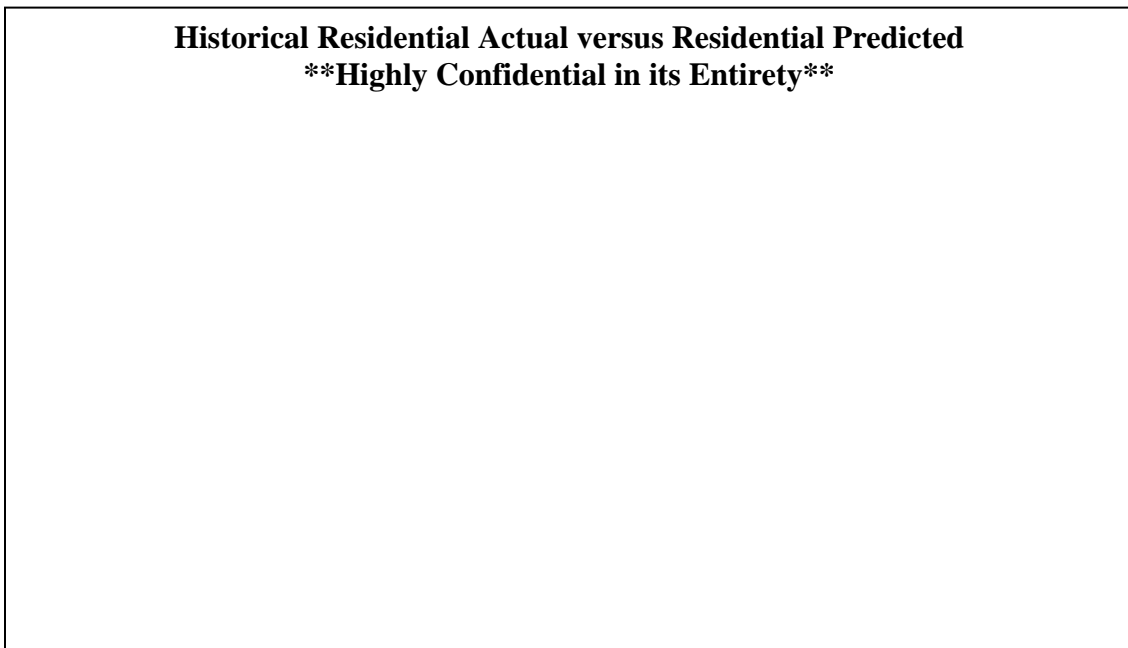 Historical Residential Actual versus Residential Predicted
**Highly Confidential in its Entirety**